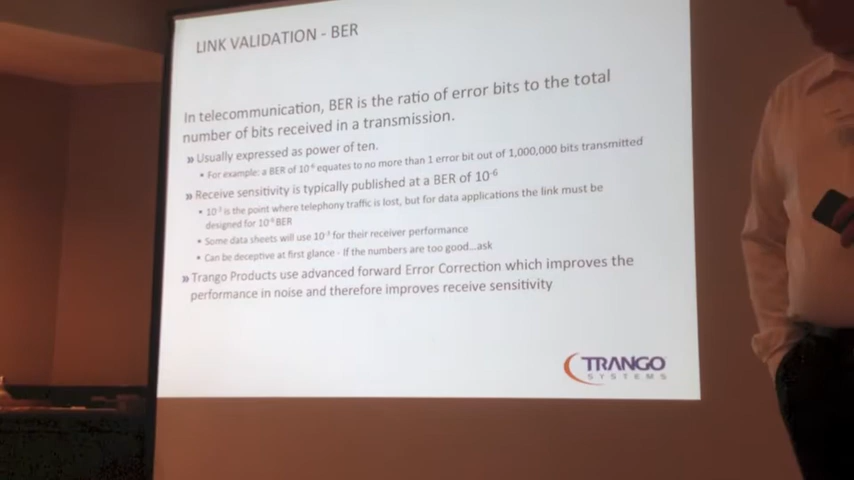 LINK VALIDATION - BER
In telecommunication, BER is the ratio of error bits to the total
number of bits received in a transmission.
» Usually expressed as power of ten.
• For example: a BER of 10⁻⁶ equates to no more than 1 error bit out of 1,000,000 bits transmitted
» Receive sensitivity is typically published at a BER of 10⁻⁶
• 10⁻³ is the point where telephony traffic is lost, but for data applications the link must be
designed for 10⁻⁶ BER
• Some data sheets will use 10⁻³ for their receiver performance
• Can be deceptive at first glance - If the numbers are too good...ask
» Trango Products use advanced forward Error Correction which improves the
performance in noise and therefore improves receive sensitivity
TRANGO
SYSTEMS